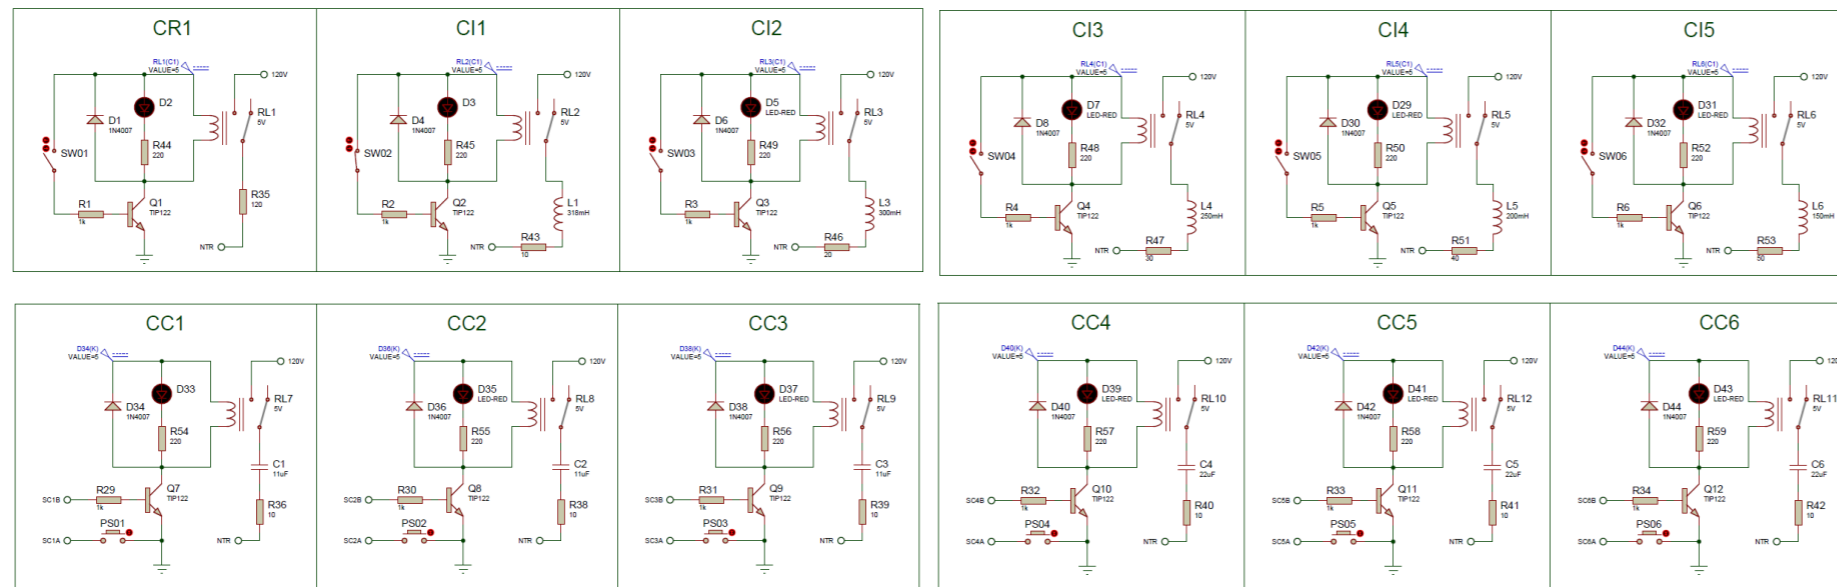 CR1
RL1(C1)
VALUE=5
120V
D2
D1
1N4007
RL1
5V
SW01
R44
220
R35
120
R1
1k
Q1
TIP122
NTR
CI1
RL2(C1)
VALUE=5
120V
D3
D4
1N4007
RL2
5V
SW02
R45
220
R2
1k
Q2
TIP122
L1
318mH
R43
10
NTR
CI2
RL3(C1)
VALUE=5
120V
D5
LED-RED
D6
1N4007
RL3
5V
SW03
R49
220
R3
1k
Q3
TIP122
L3
300mH
NTR
R46
20
CI3
RL4(C1)
VALUE=5
120V
D7
LED-RED
D8
1N4007
RL4
5V
SW04
R48
220
R4
1k
Q4
TIP122
L4
250mH
NTR
R47
30
CI4
RL5(C1)
VALUE=5
120V
D29
LED-RED
D30
1N4007
RL5
5V
SW05
R50
220
R5
1k
Q5
TIP122
L5
200mH
NTR
R51
40
CI5
RL6(C1)
VALUE=5
120V
D31
LED-RED
D32
1N4007
RL6
5V
SW06
R52
220
R6
1k
Q6
TIP122
L6
150mH
NTR
R53
50
CC1
D34(K)
VALUE=5
120V
D33
D34
1N4007
RL7
5V
R54
220
C1
11uF
SC1B
R29
1k
Q7
TIP122
R36
10
PS01
SC1A
NTR
CC2
D36(K)
VALUE=5
120V
D35
LED-RED
D36
1N4007
RL8
5V
R55
220
C2
11uF
SC2B
R30
1k
Q8
TIP122
R38
10
PS02
SC2A
NTR
CC3
D38(K)
VALUE=5
120V
D37
LED-RED
D38
1N4007
RL9
5V
R56
220
C3
11uF
SC3B
R31
1k
Q9
TIP122
R39
10
PS03
SC3A
NTR
CC4
D40(K)
VALUE=5
120V
D39
LED-RED
D40
1N4007
RL10
5V
R57
220
C4
22uF
SC4B
R32
1k
Q10
TIP122
R40
10
PS04
SC4A
NTR
CC5
D42(K)
VALUE=5
120V
D41
LED-RED
D42
1N4007
RL12
5V
R58
220
C5
22uF
SC5B
R33
1k
Q11
TIP122
R41
10
PS05
SC5A
NTR
CC6
D44(K)
VALUE=5
120V
D43
LED-RED
D44
1N4007
RL11
5V
R59
220
C6
22uF
SC6B
R34
1k
Q12
TIP122
R42
10
PS06
SC6A
NTR